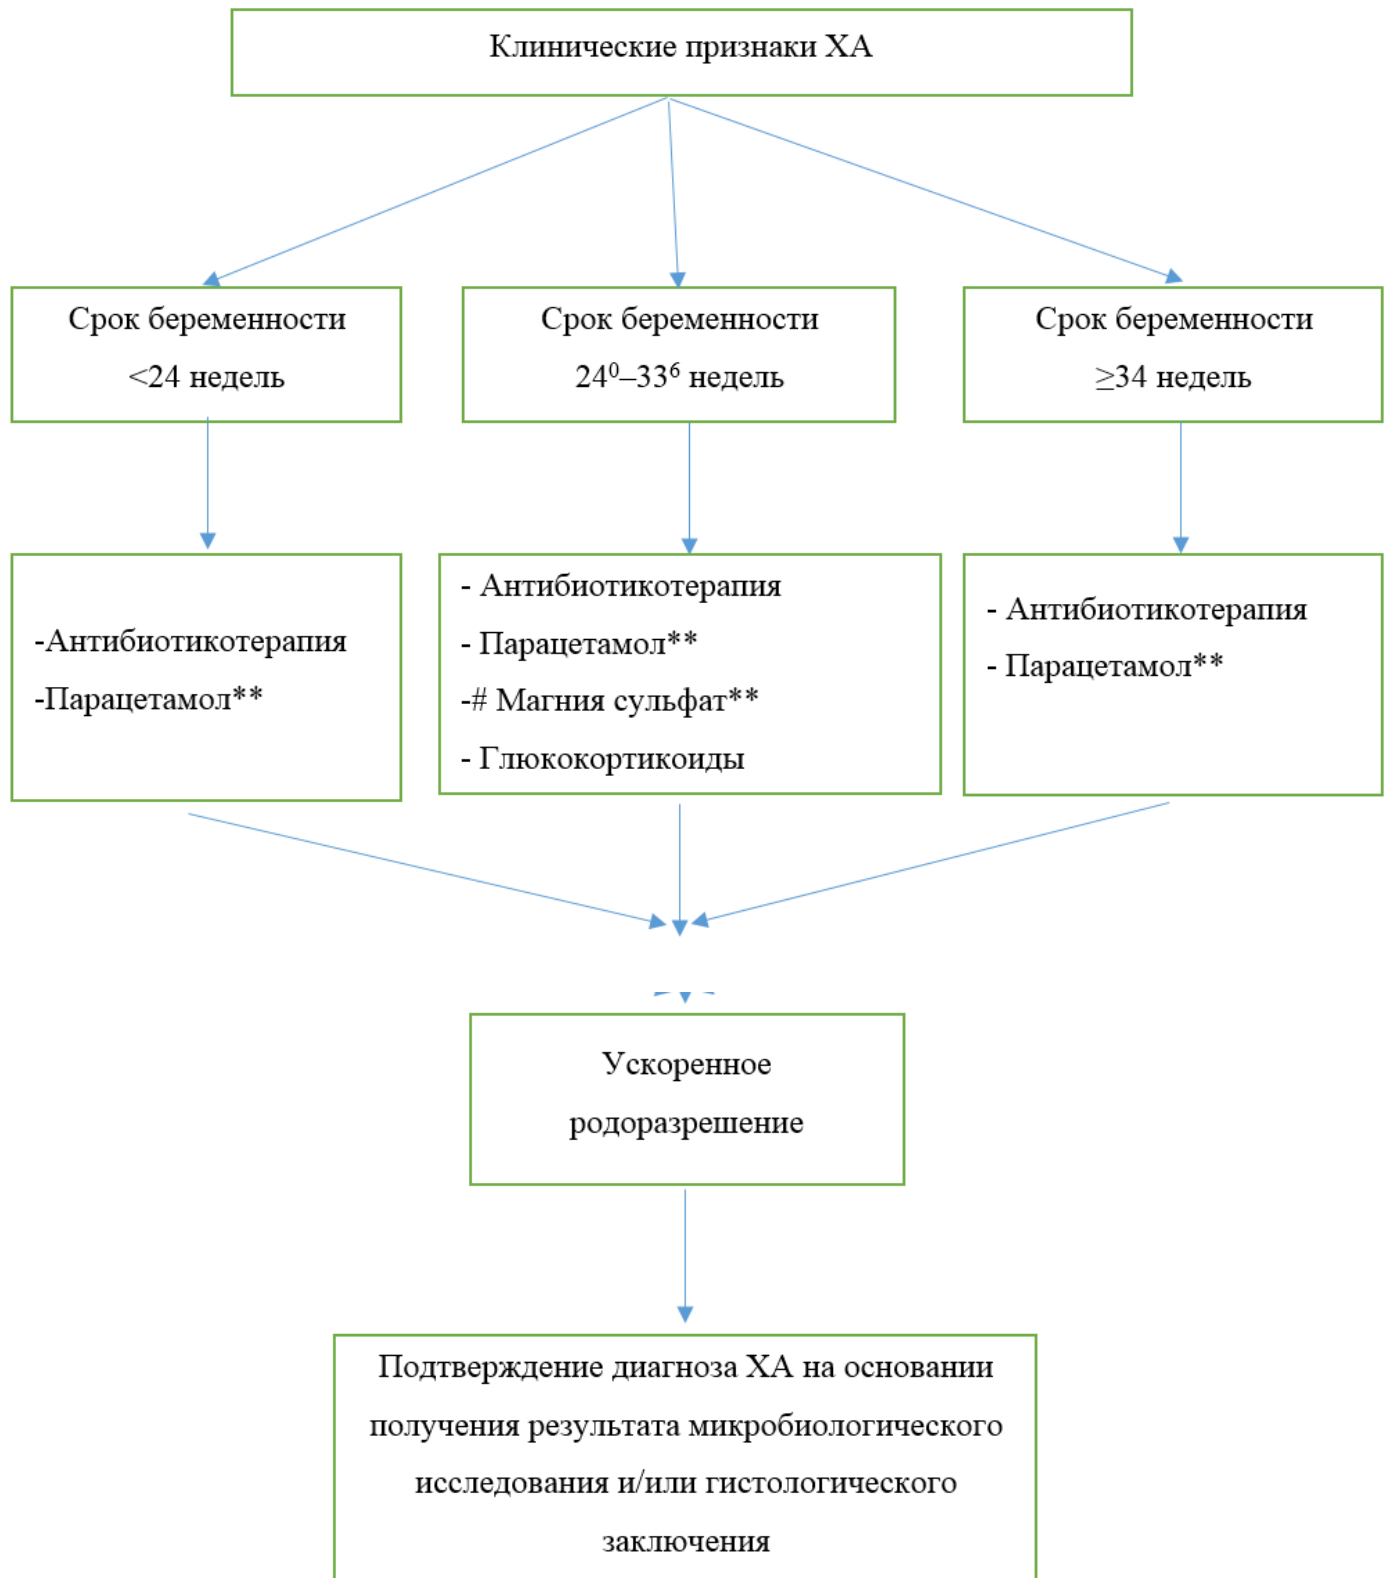 Клинические признаки ХА
Срок беременности
<24 недель
Срок беременности
24⁰–33⁶ недель
Срок беременности
≥34 недель
-Антибиотикотерапия
-Парацетамол**
- Антибиотикотерапия
- Парацетамол**
-# Магния сульфат**
- Глюкокортикоиды
- Антибиотикотерапия
- Парацетамол**
Ускоренное
родоразрешение
Подтверждение диагноза ХА на основании
получения результата микробиологического
исследования и/или гистологического
заключения